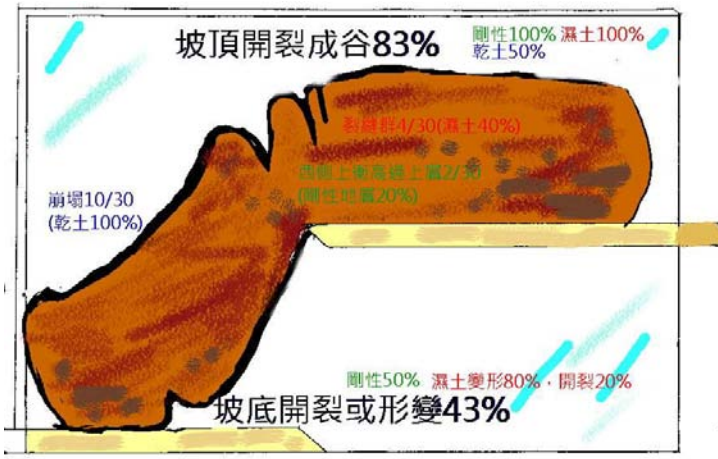 坡頂開裂成谷83%
剛性100% 濕土100%
乾土50%
裂縫群4/30(濕土40%)
西側上衝高過上層2/30
(剛性地層20%)
崩塌10/30
(乾土100%)
剛性50% 濕土變形80%，開裂20%
坡底開裂或形變43%